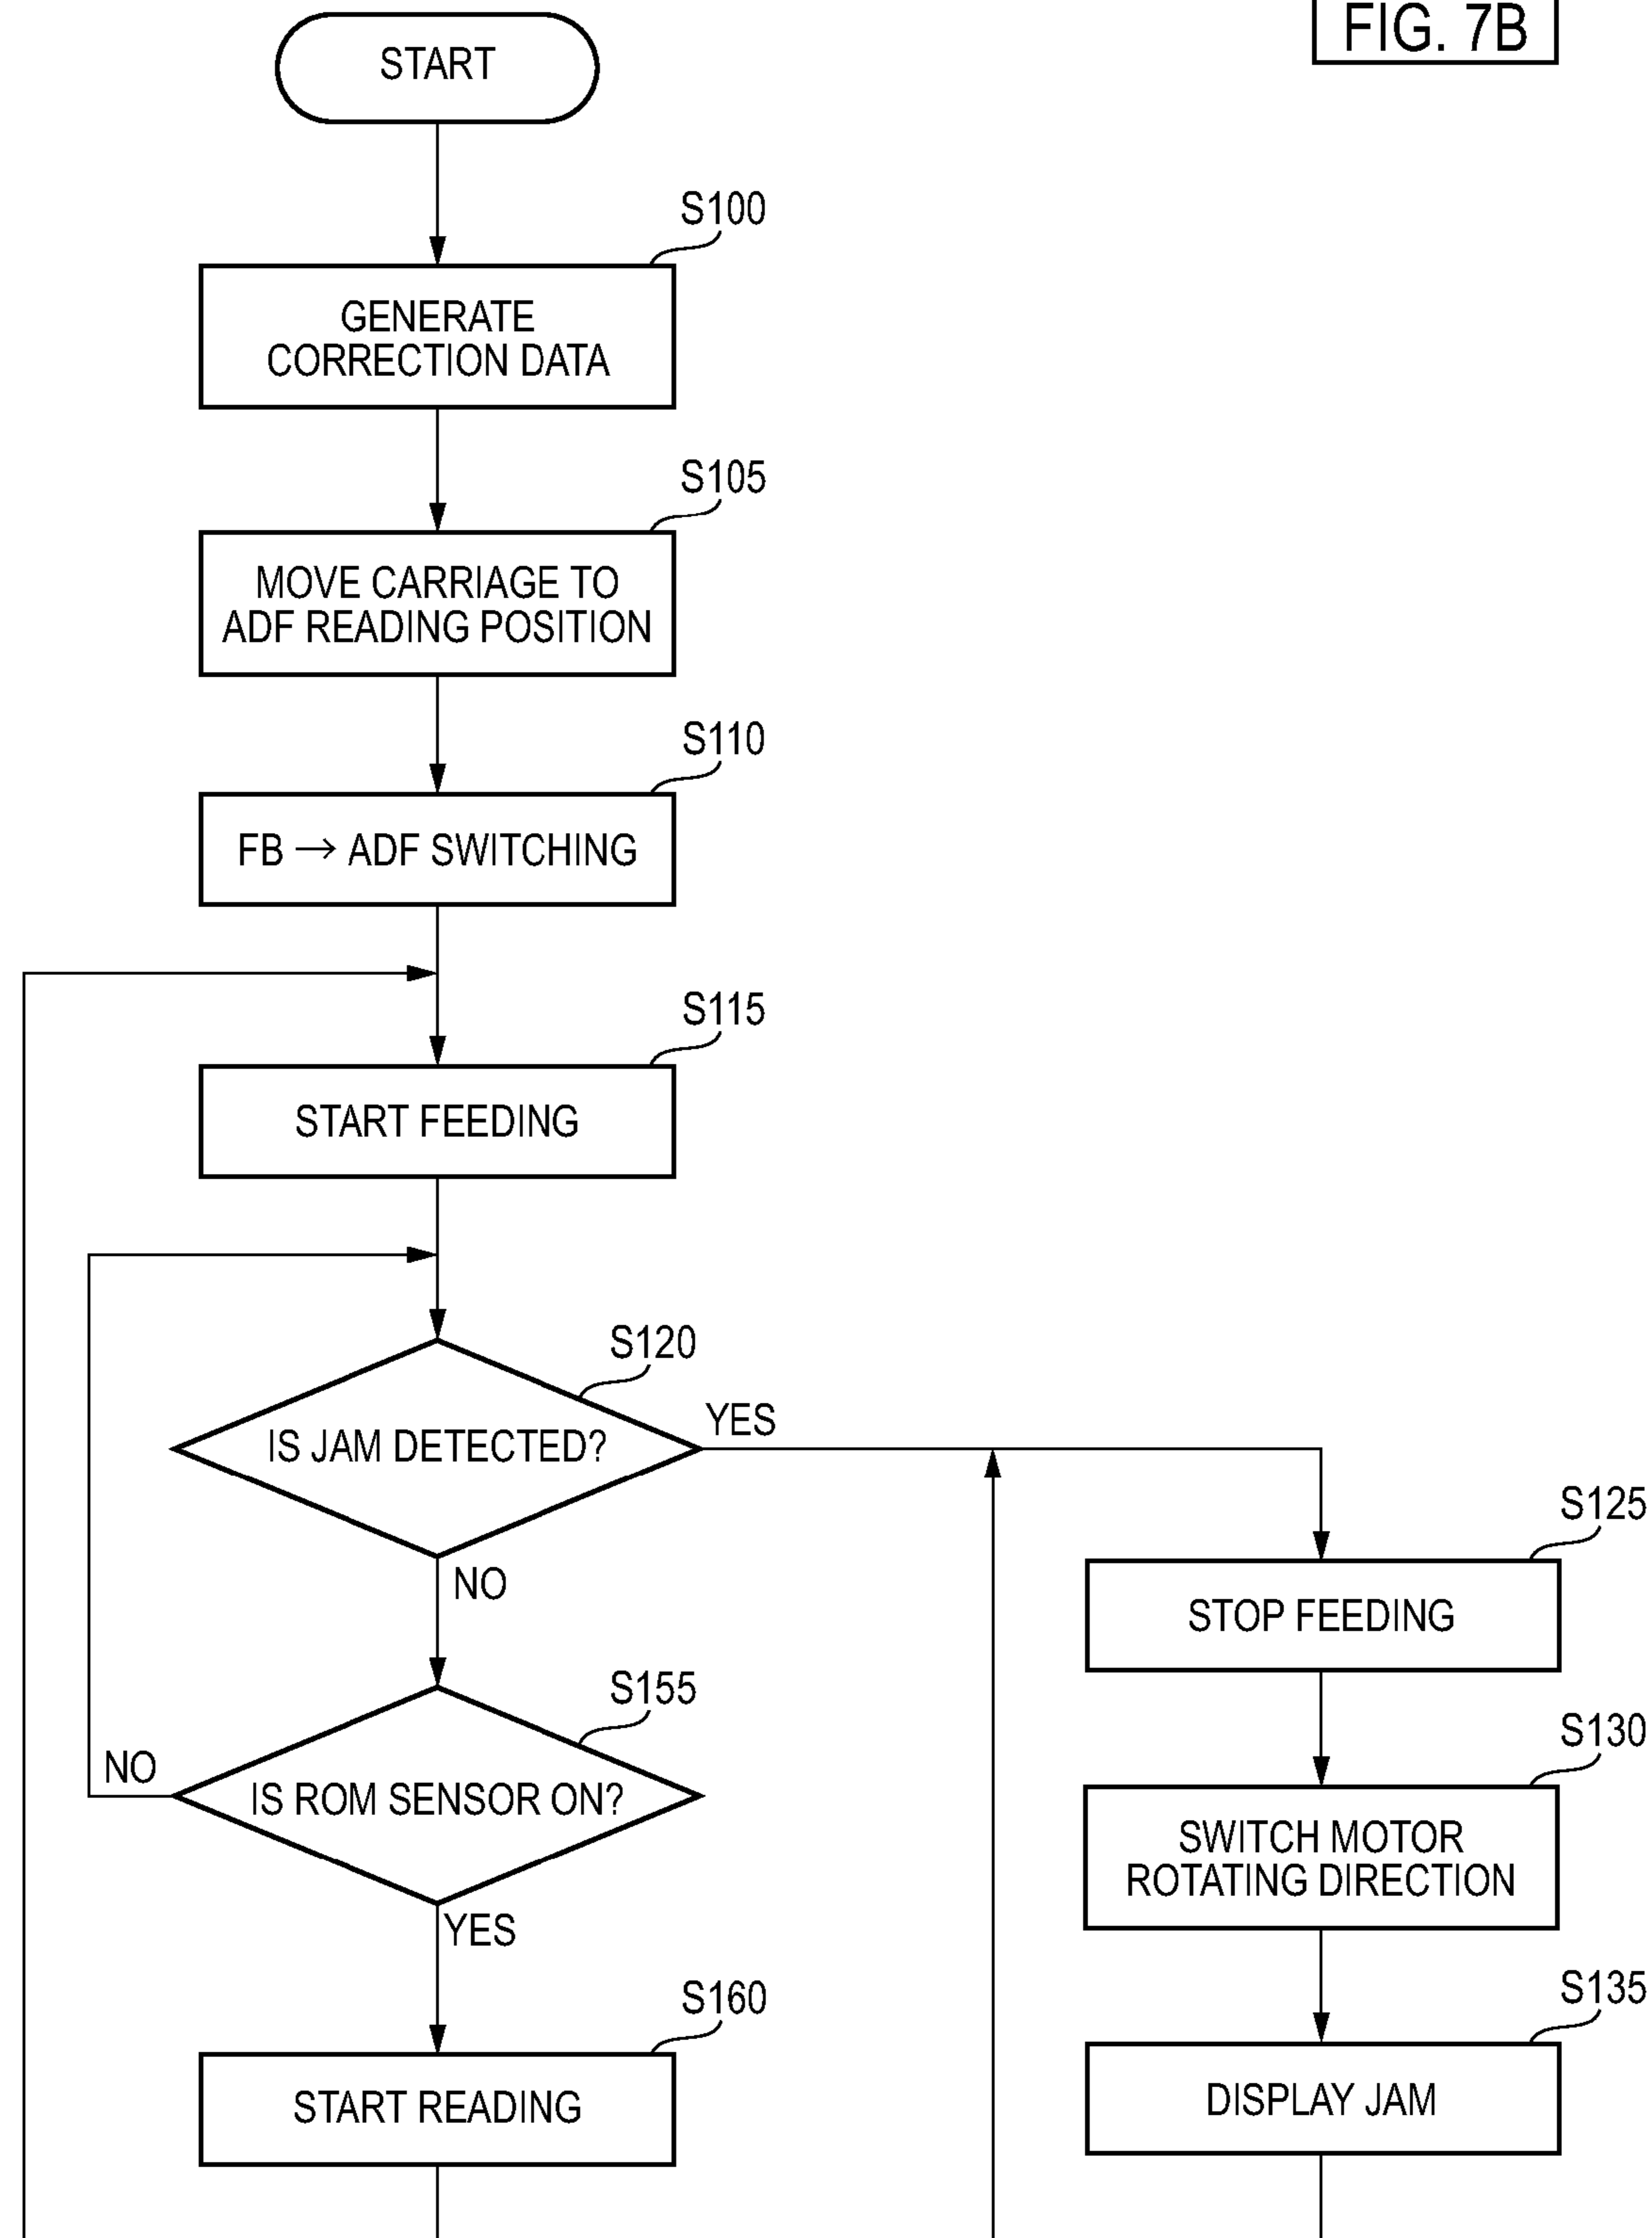 FIG. 7B
START
S100
GENERATE
CORRECTION DATA
S105
MOVE CARRIAGE TO
ADF READING POSITION
S110
FB → ADF SWITCHING
S115
START FEEDING
S120
IS JAM DETECTED?
YES
NO
S125
STOP FEEDING
S155
IS ROM SENSOR ON?
NO
YES
S130
SWITCH MOTOR
ROTATING DIRECTION
S160
START READING
S135
DISPLAY JAM